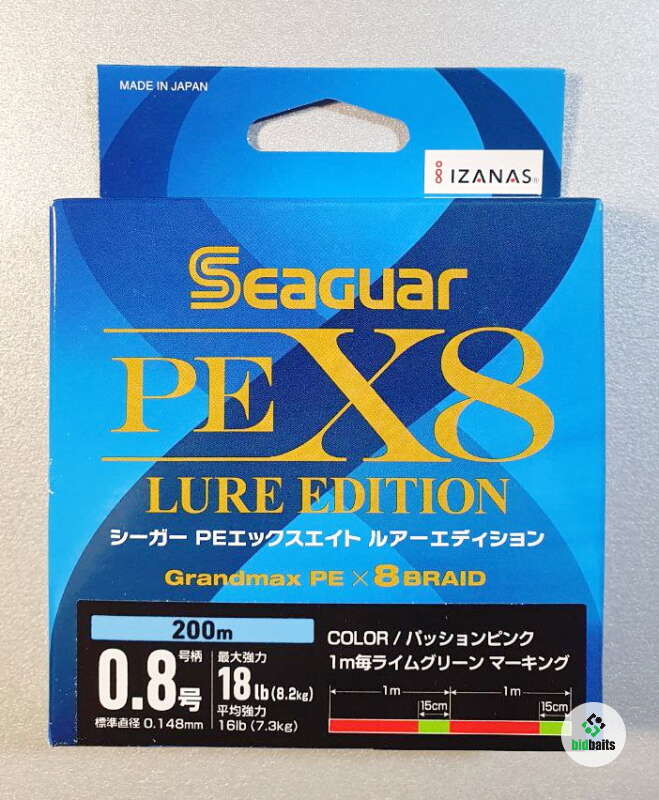 MADE IN JAPAN
IZANAS®
SEAGUAR
PE X8
LURE EDITION
シーガー PEエックスエイト ルアーエディション
Grandmax PE × 8 BRAID
200m
号柄
0.8号
標準直径 0.148mm
最大強力
18lb(8.2kg)
平均強力
16lb(7.3kg)
COLOR / パッションピンク
1m毎ライムグリーン マーキング
1m 1m
15cm 15cm
bidbaits